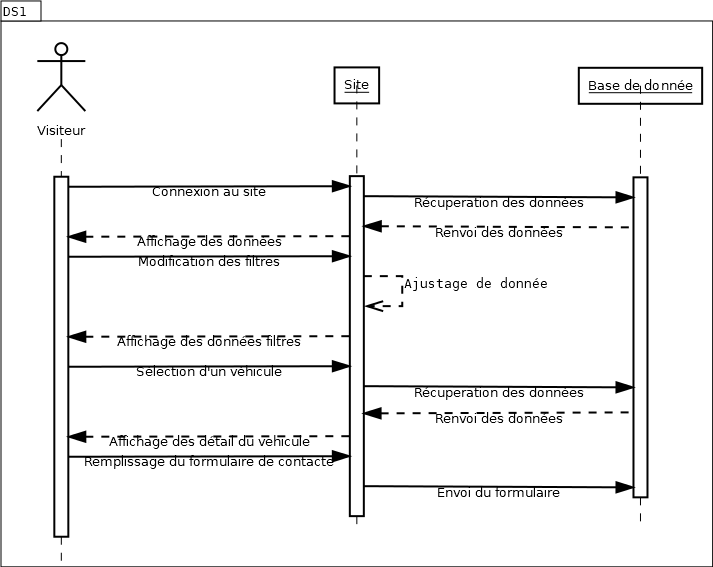 DS1
Visiteur
Site
Base de donnée
Connexion au site
Récuperation des données
Renvoi des données
Affichage des données
Modification des filtres
Ajustage de donnée
Affichage des données filtres
Sélection d'un véhicule
Récuperation des données
Renvoi des données
Affichage des détail du véhicule
Remplissage du formulaire de contacte
Envoi du formulaire